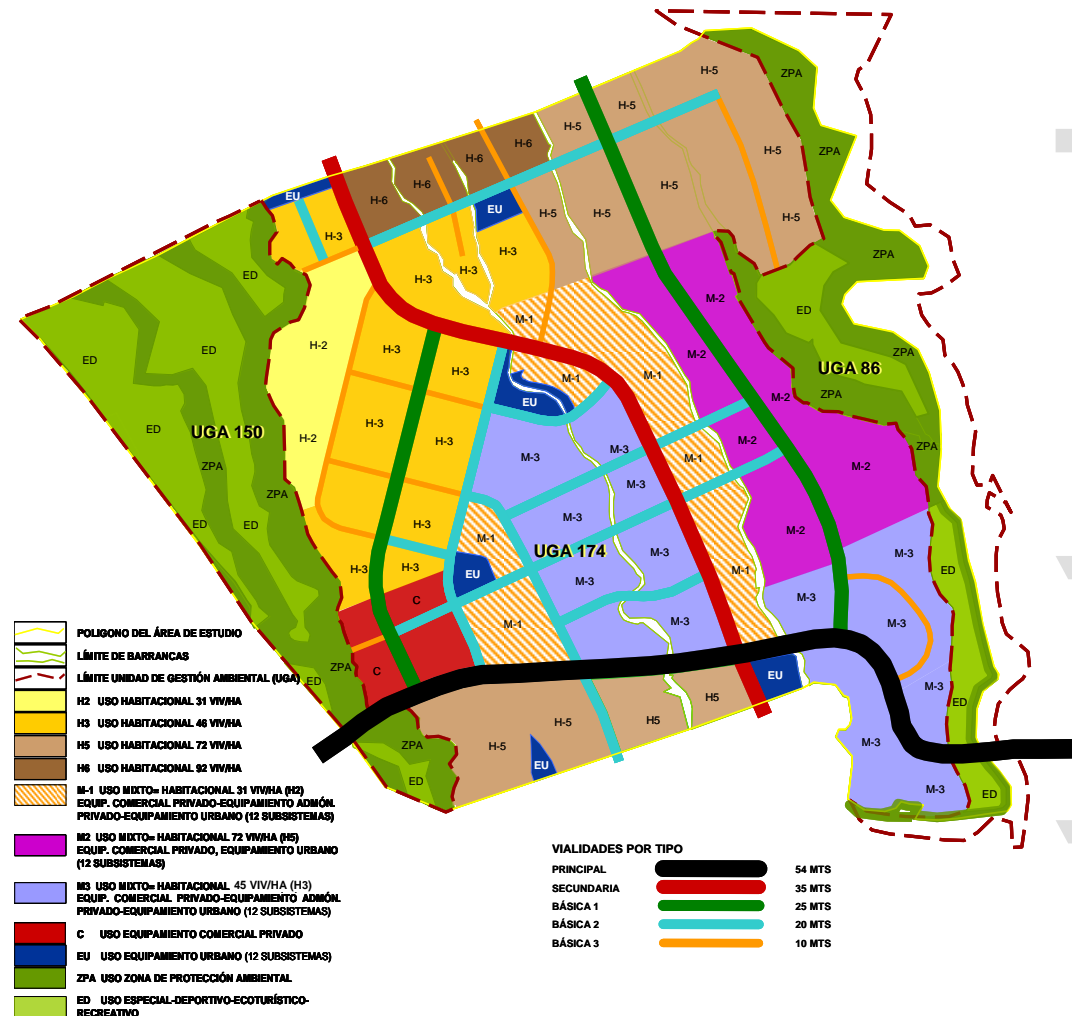 H-5
ZPA
H-5
H-5
H-6
H-6
ZPA
H-5
H-6
H-5
EU
H-6
EU
H-5
H-5
H-5
H-3
ZPA
H-3
H-3
H-3
ED
M-2
ED
M-1
H-2
H-3
ED
ED
ZPA
M-2
UGA 86
H-3
M-1
M-1
ZPA
M-2
EU
UGA 150
ED
H-3
H-2
H-3
M-2
ZPA
M-3
M-3
M-1
ZPA
M-2
M-3
ZPA
M-3
ED
ED
H-3
M-1
M-2
UGA 174
M-3
M-3
H-3
H-3
EU
M-3
M-1
ED
M-3
C
M-1
M-3
M-3
ZPA
C
ED
EU
M-3
H5
ED
H-5
H5
H-5
ZPA
M-3
EU
ED
M-3
ED
POLIGONO DEL ÁREA DE ESTUDIO
LÍMITE DE BARRANCAS
LÍMITE UNIDAD DE GESTIÓN AMBIENTAL (UGA)
H2 USO HABITACIONAL 31 VIV/HA
H3 USO HABITACIONAL 46 VIV/HA
H5 USO HABITACIONAL 72 VIV/HA
H6 USO HABITACIONAL 92 VIV/HA
M-1 USO MIXTO= HABITACIONAL 31 VIV/HA (H2)
EQUIP. COMERCIAL PRIVADO-EQUIPAMIENTO ADMÓN.
PRIVADO-EQUIPAMIENTO URBANO (12 SUBSISTEMAS)
M2 USO MIXTO= HABITACIONAL 72 VIV/HA (H5)
EQUIP. COMERCIAL PRIVADO, EQUIPAMIENTO URBANO
(12 SUBSISTEMAS)
M3 USO MIXTO= HABITACIONAL 45 VIV/HA (H3)
EQUIP. COMERCIAL PRIVADO-EQUIPAMIENTO ADMÓN.
PRIVADO-EQUIPAMIENTO URBANO (12 SUBSISTEMAS)
C USO EQUIPAMIENTO COMERCIAL PRIVADO
EU USO EQUIPAMIENTO URBANO (12 SUBSISTEMAS)
ZPA USO ZONA DE PROTECCIÓN AMBIENTAL
ED USO ESPECIAL-DEPORTIVO-ECOTURÍSTICO-
RECREATIVO
VIALIDADES POR TIPO
PRINCIPAL 54 MTS
SECUNDARIA 35 MTS
BÁSICA 1 25 MTS
BÁSICA 2 20 MTS
BÁSICA 3 10 MTS